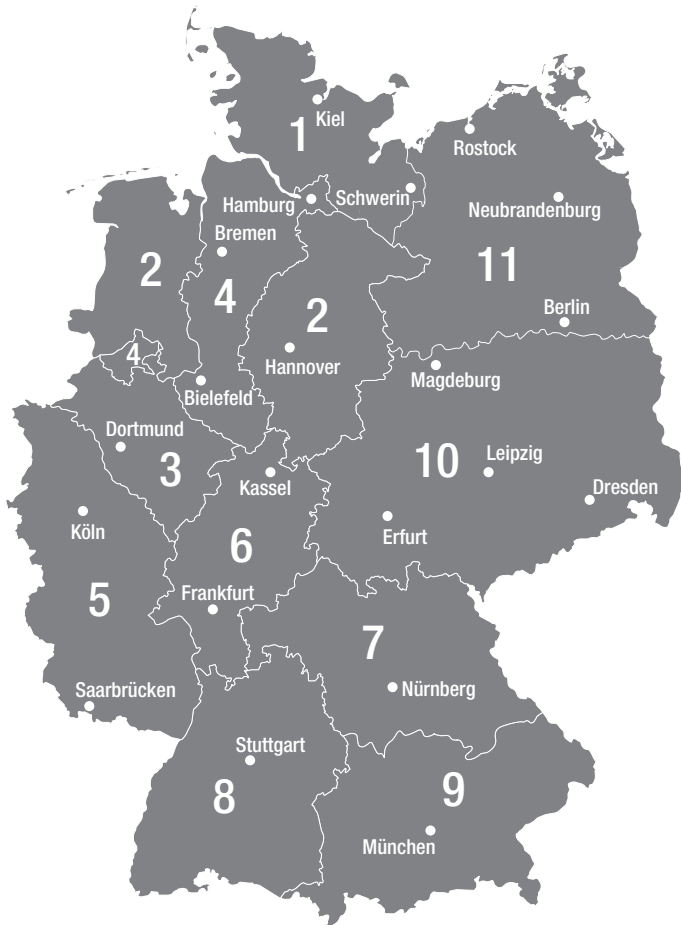 Kiel
1
Rostock
Schwerin
Hamburg
Neubrandenburg
Bremen
2
4
2
11
Berlin
Hannover
4
Magdeburg
Bielefeld
Dortmund
3
Kassel
10
Leipzig
Dresden
Köln
6
Erfurt
5
Frankfurt
7
Saarbrücken
Nürnberg
Stuttgart
8
9
München